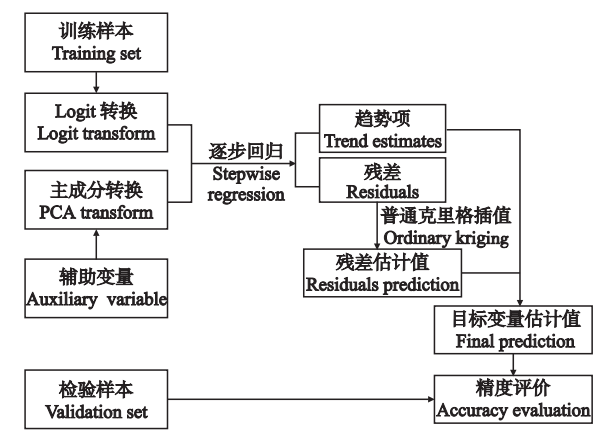 训练样本
Training set
Logit 转换
Logit transform
主成分转换
PCA transform
辅助变量
Auxiliary variable
逐步回归
Stepwise
regression
趋势项
Trend estimates
残差
Residuals
普通克里格插值
Ordinary kriging
残差估计值
Residuals prediction
目标变量估计值
Final prediction
检验样本
Validation set
精度评价
Accuracy evaluation